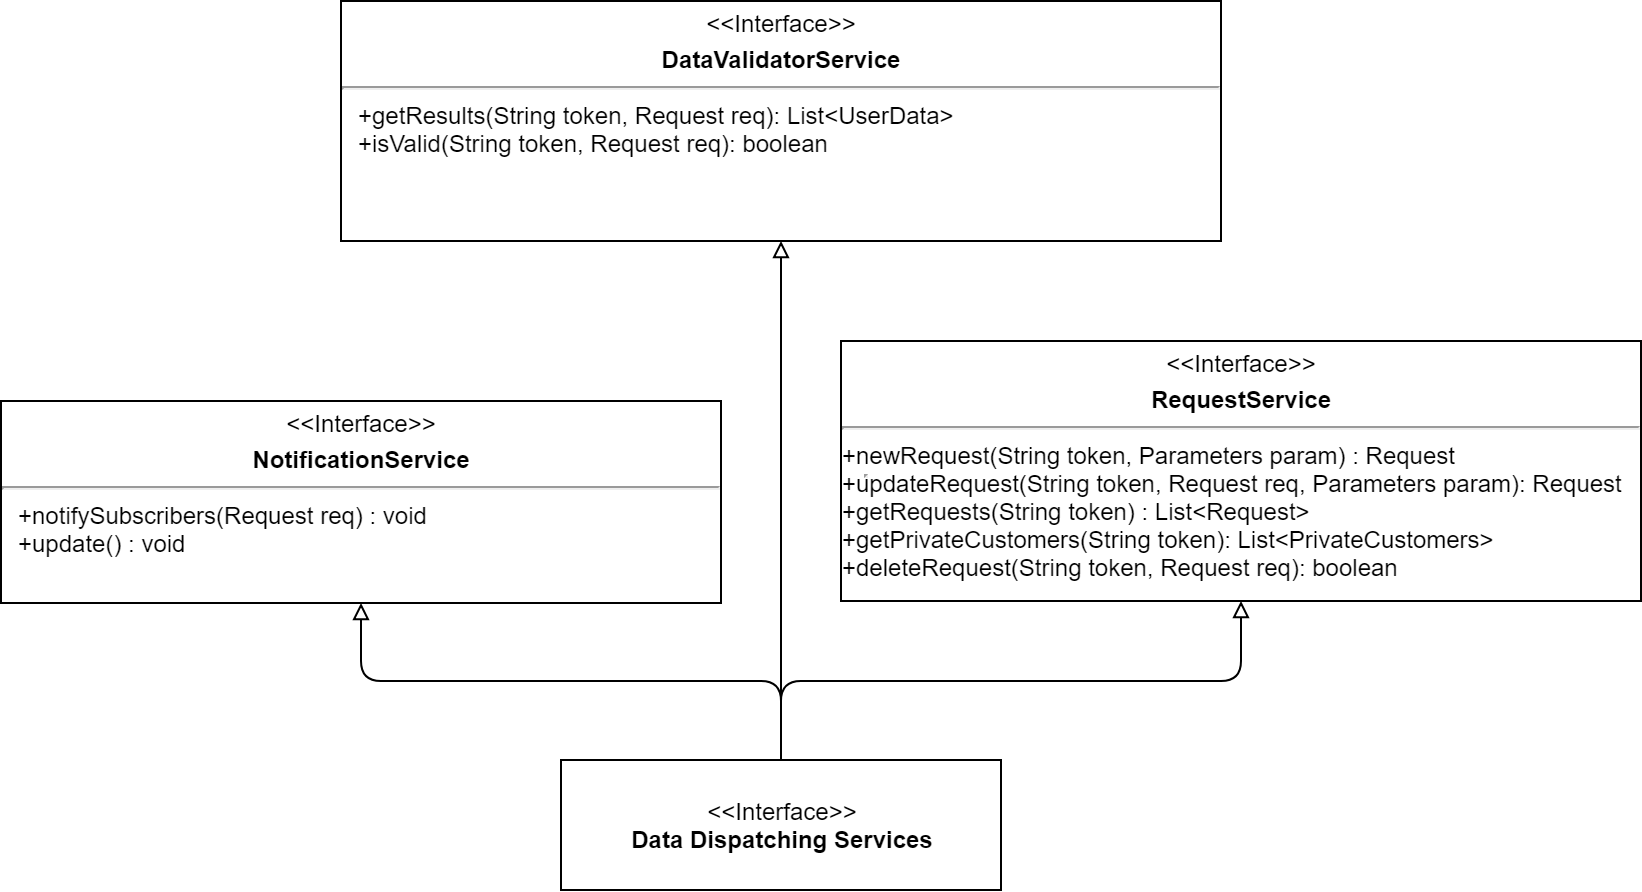 <<Interface>>
DataValidatorService
+getResults(String token, Request req): List<UserData>
+isValid(String token, Request req): boolean
<<Interface>>
NotificationService
+notifySubscribers(Request req) : void
+update() : void
<<Interface>>
RequestService
+newRequest(String token, Parameters param) : Request
+updateRequest(String token, Request req, Parameters param): Request
+getRequests(String token) : List<Request>
+getPrivateCustomers(String token): List<PrivateCustomers>
+deleteRequest(String token, Request req): boolean
<<Interface>>
Data Dispatching Services